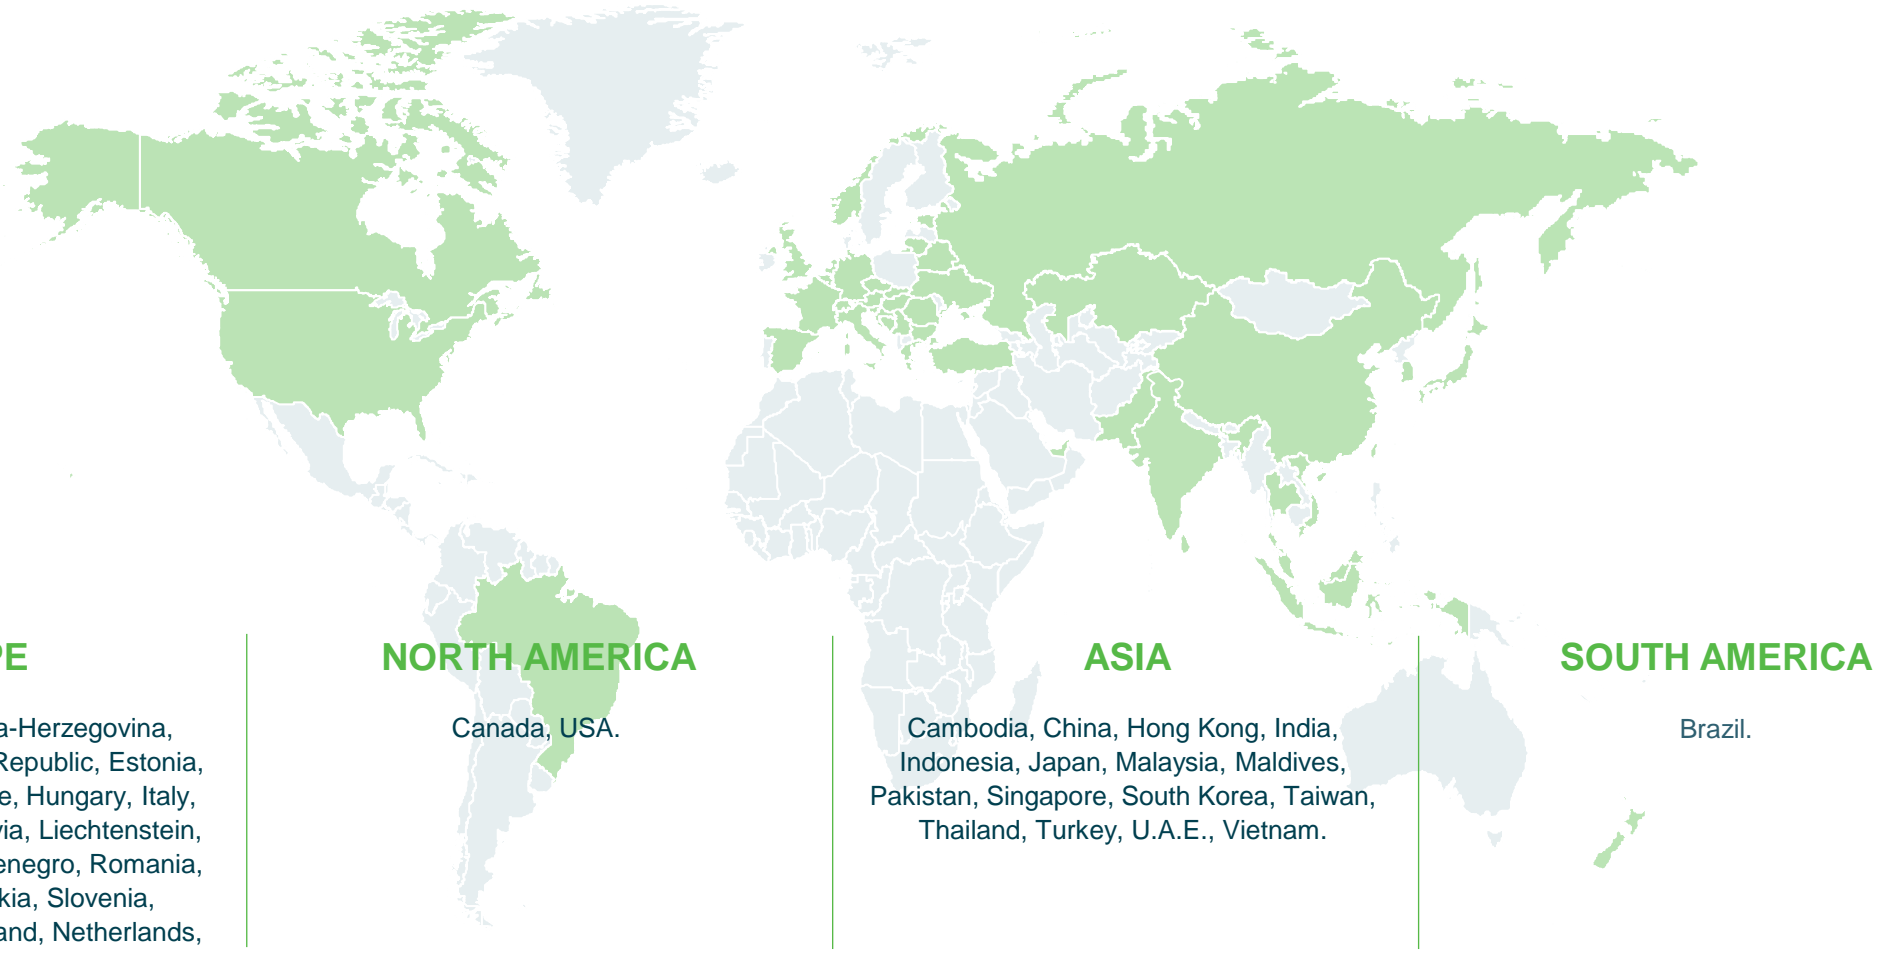 PE
a-Herzegovina,
Republic, Estonia,
e, Hungary, Italy,
via, Liechtenstein,
enegro, Romania,
kia, Slovenia,
and, Netherlands,
NORTH AMERICA
Canada, USA.
ASIA
Cambodia, China, Hong Kong, India,
Indonesia, Japan, Malaysia, Maldives,
Pakistan, Singapore, South Korea, Taiwan,
Thailand, Turkey, U.A.E., Vietnam.
SOUTH AMERICA
Brazil.